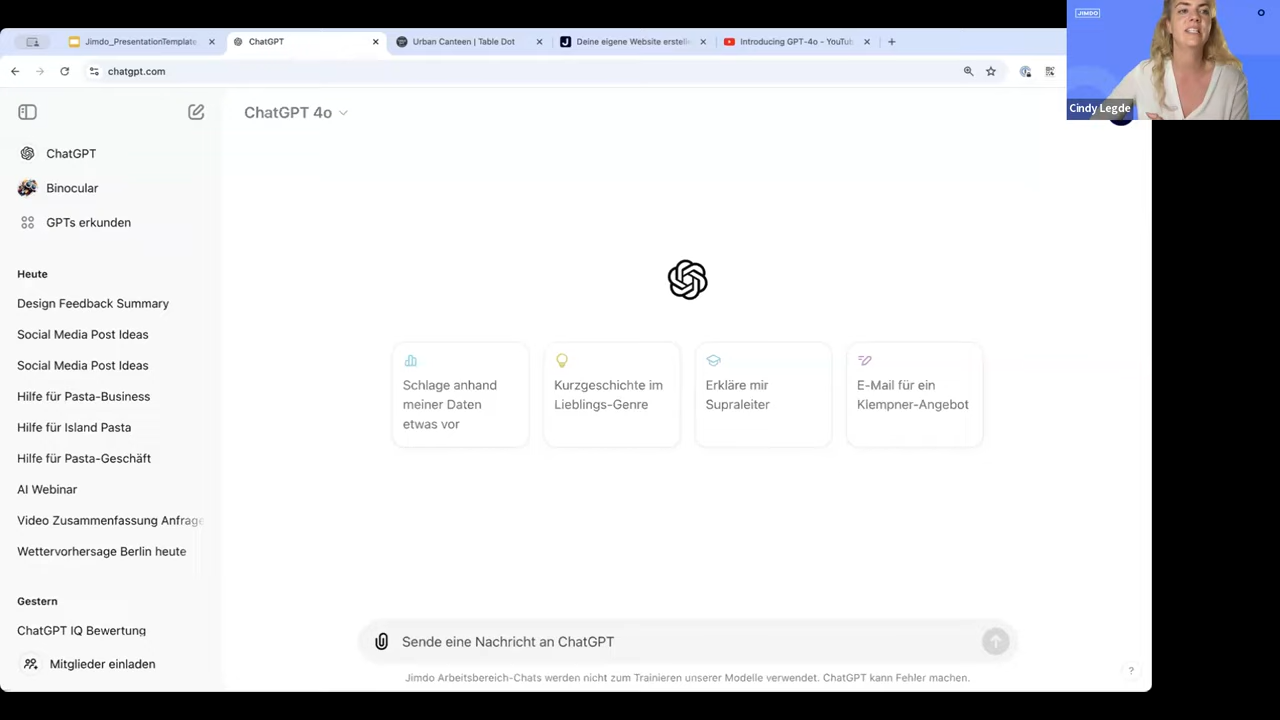 Jimdo_PresentationTemplate
ChatGPT
Urban Canteen | Table Dot
Deine eigene Website erstelle
Introducing GPT-4o - YouTu
chatgpt.com
JIMDO
Cindy Legde
ChatGPT 4o
ChatGPT
Binocular
GPTs erkunden
Heute
Design Feedback Summary
Social Media Post Ideas
Social Media Post Ideas
Hilfe für Pasta-Business
Hilfe für Island Pasta
Hilfe für Pasta-Geschäft
AI Webinar
Video Zusammenfassung Anfrage
Wettervorhersage Berlin heute
Gestern
ChatGPT IQ Bewertung
Mitglieder einladen
Schlage anhand
meiner Daten
etwas vor
Kurzgeschichte im
Lieblings-Genre
Erkläre mir
Supraleiter
E-Mail für ein
Klempner-Angebot
Sende eine Nachricht an ChatGPT
Jimdo Arbeitsbereich-Chats werden nicht zum Trainieren unserer Modelle verwendet. ChatGPT kann Fehler machen.
?